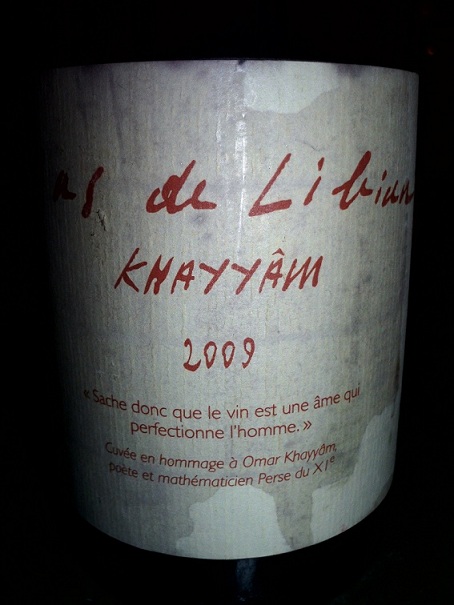 as de Libian
KHAYYÂM
2009
« Sache donc que le vin est une âme qui
perfectionne l'homme. »
Cuvée en hommage à Omar Khayyâm,
poète et mathématicien Perse du XIe